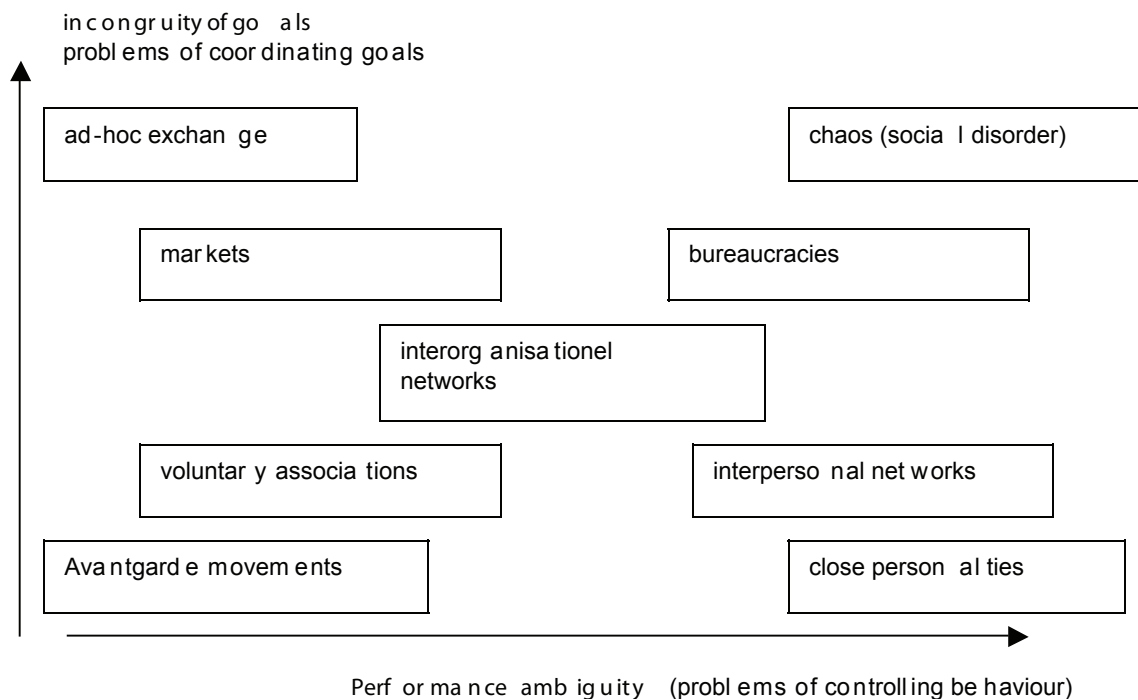 incongruity of goals
problems of coordinating goals
ad-hoc exchange
chaos (social disorder)
markets
bureaucracies
interorganisationel
networks
voluntary associations
interpersonal networks
Avantgarde movements
close personal ties
Performance ambiguity (problems of controlling behaviour)